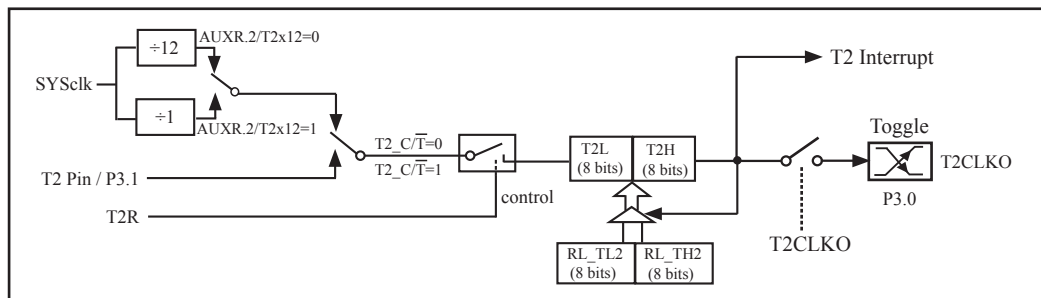 ÷12
AUXR.2/T2x12=0
SYSclk
÷1
AUXR.2/T2x12=1
T2 Pin / P3.1
T2_C/T̅=0
T2_C/T̅=1
T2R
control
T2L
(8 bits)
T2H
(8 bits)
RL_TL2
(8 bits)
RL_TH2
(8 bits)
T2 Interrupt
Toggle
T2CLKO
P3.0
T2CLKO